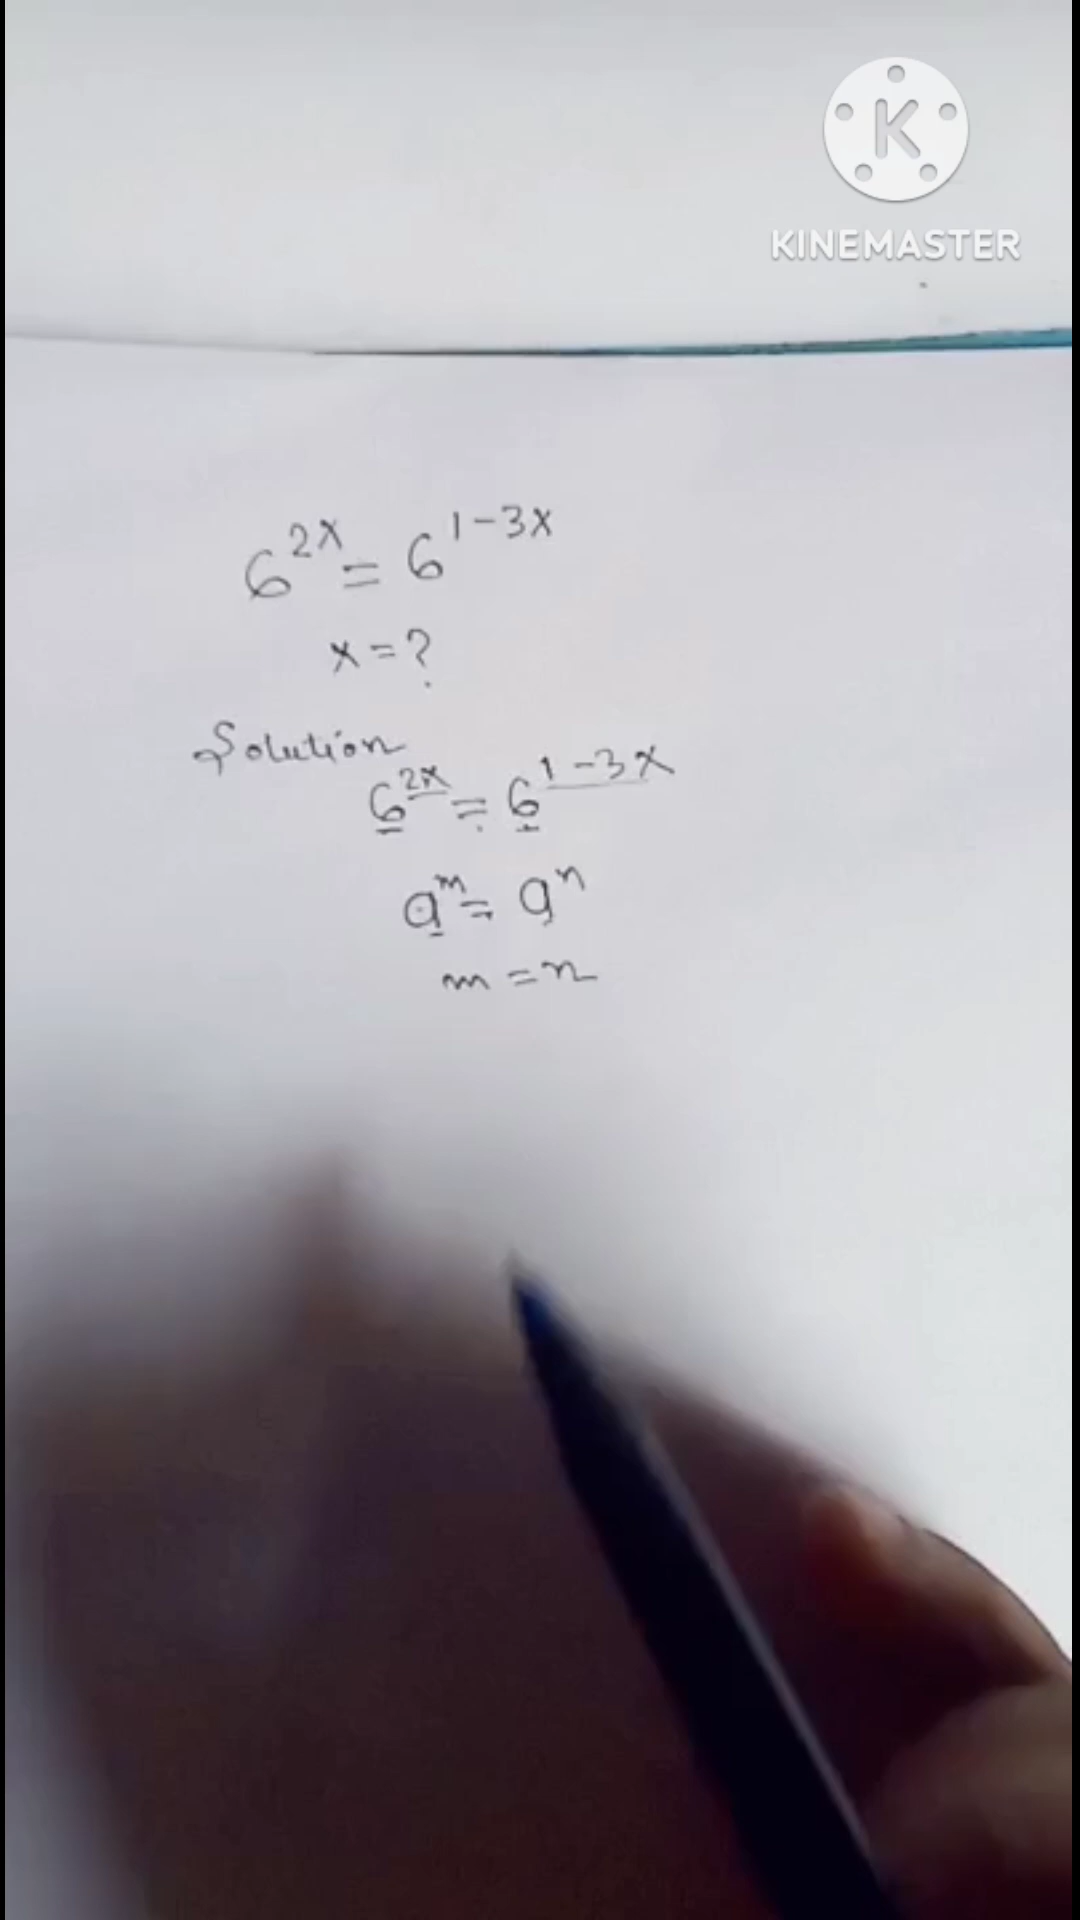 K
KINEMASTER
6^{2x} = 6^{1-3x}
x = ?
Solution
6^{2x} = 6^{1-3x}
a^m = a^n
m = n